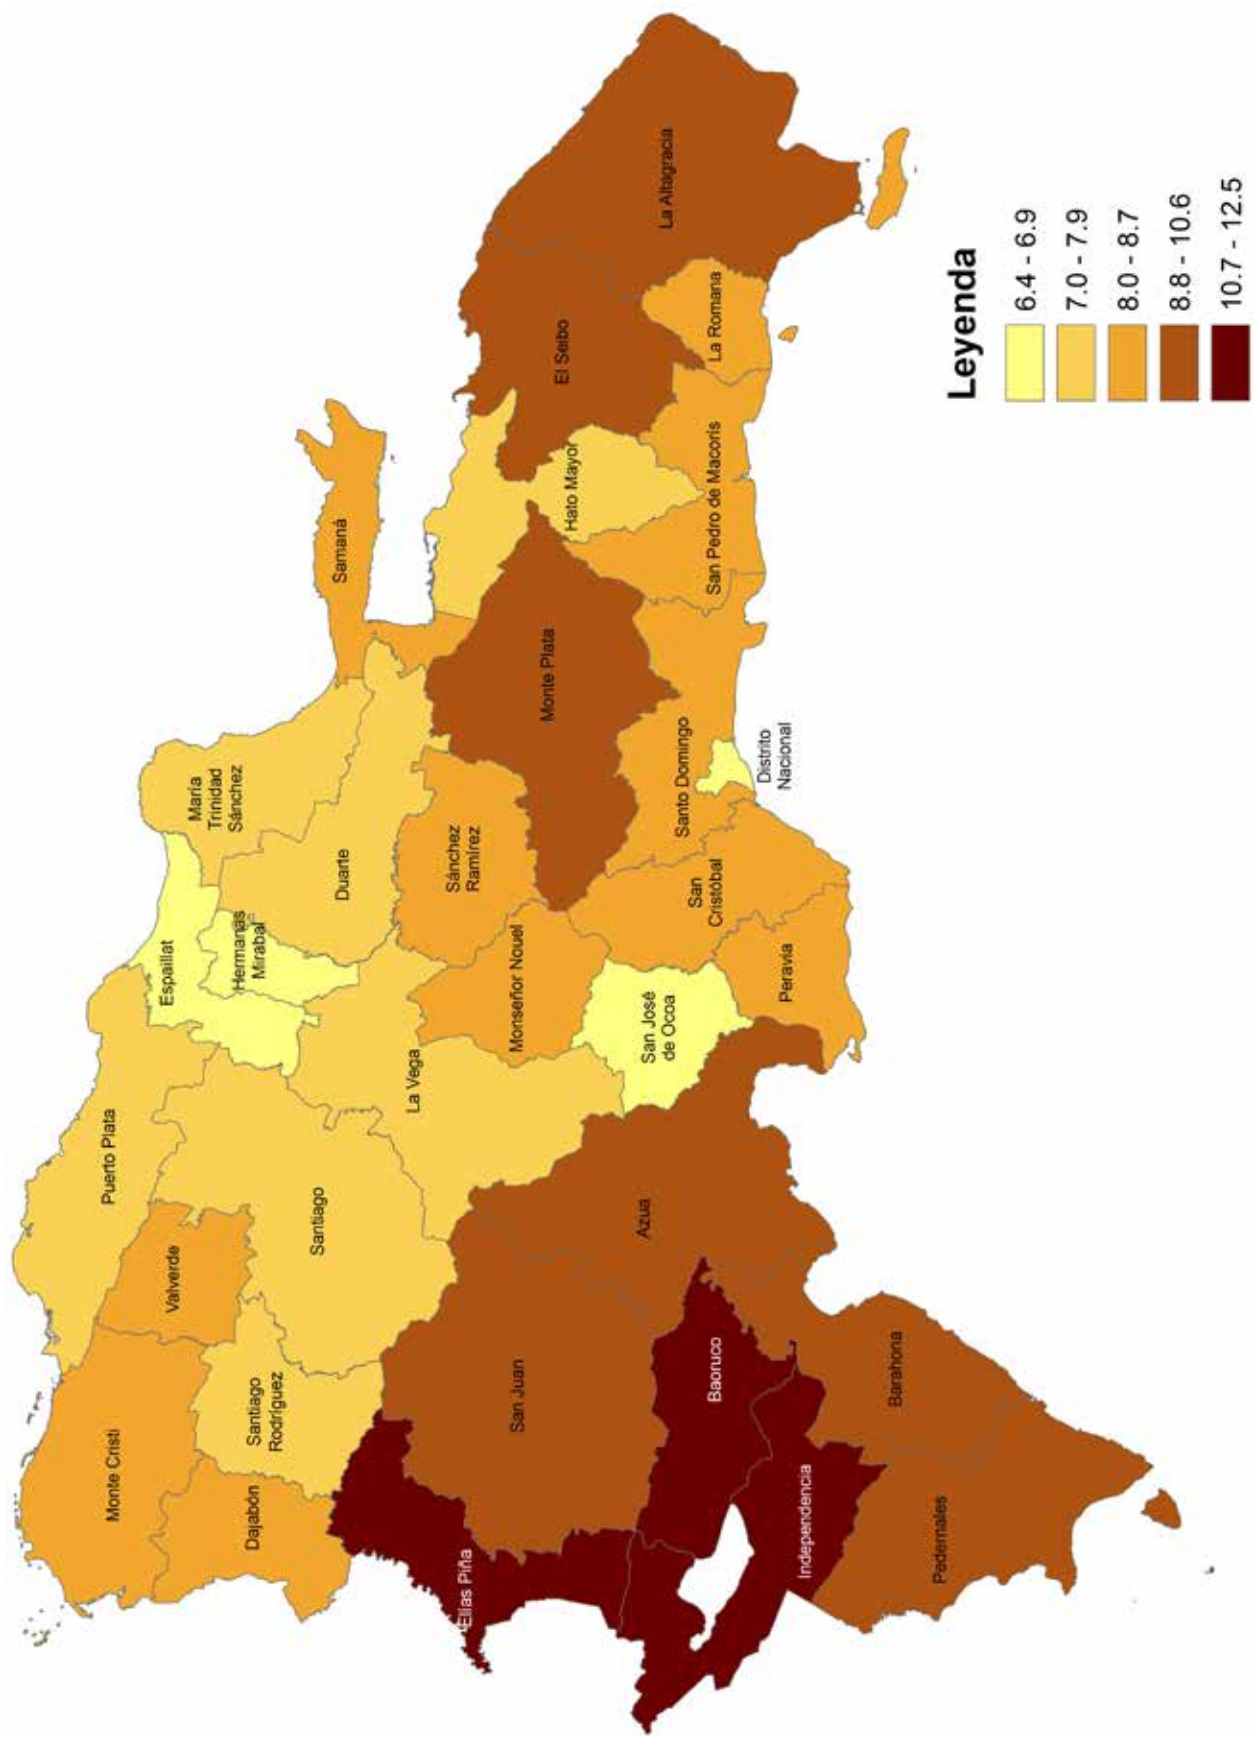 Monte Cristi
Puerto Plata
Valverde
Espaillat
María
Trinidad
Sánchez
Dajabón
Santiago
Rodríguez
Hermanas
Mirabal
Santiago
Duarte
Samaná
La Vega
Sánchez
Ramírez
Elías Piña
San Juan
Monseñor Nouel
Monte Plata
El Seibo
Hato Mayor
Azua
San José
de Ocoa
La Altagracia
Santo Domingo
San
Cristóbal
Baoruco
San Pedro de Macorís
La Romana
Distrito
Nacional
Peravia
Independencia
Barahona
Pedernales
Leyenda
6.4 - 6.9
7.0 - 7.9
8.0 - 8.7
8.8 - 10.6
10.7 - 12.5